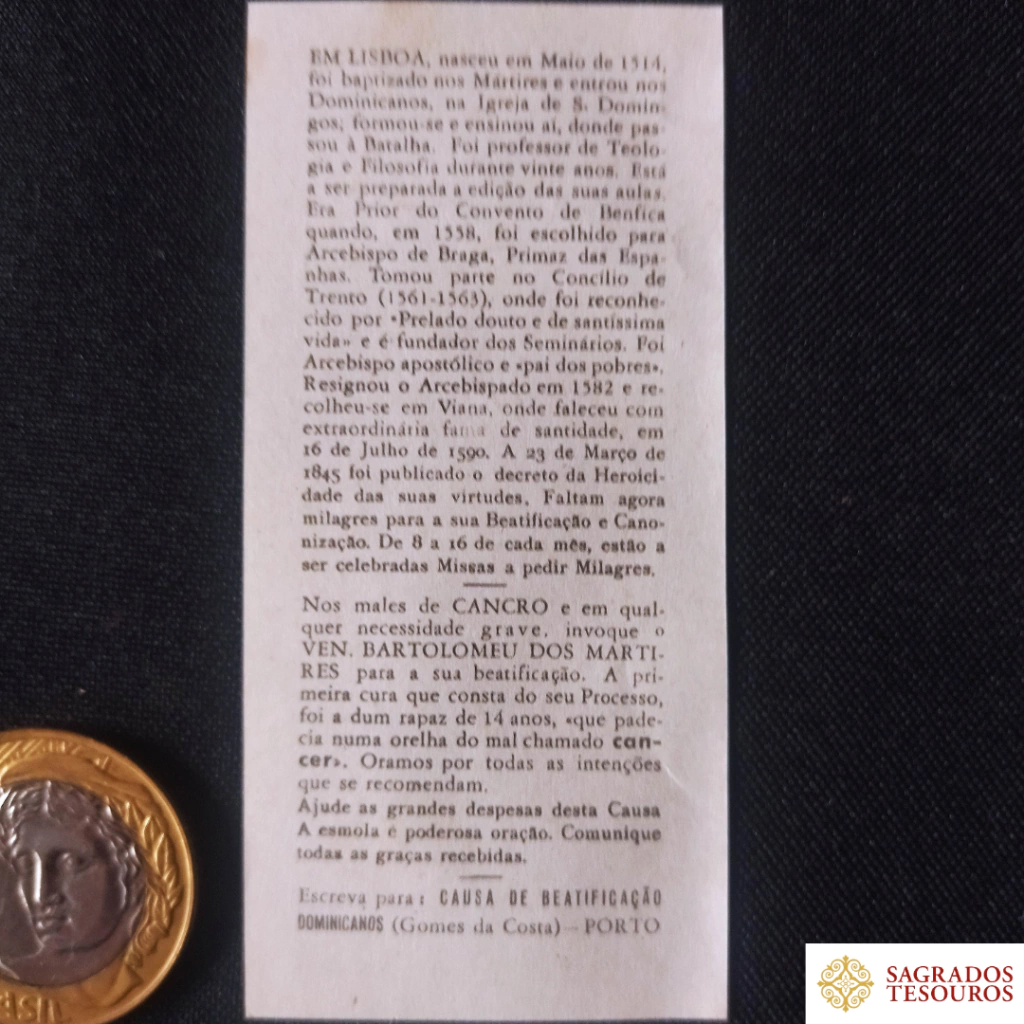 EM LISBOA, nasceu em Maio de 1514,
foi baptizado nos Mártires e entrou nos
Dominicanos, na Igreja de S. Domin-
gos; formou-se e ensinou aí, donde pas-
sou à Batalha. Foi professor de Teolo-
gia e Filosofia durante vinte anos. Está
a ser preparada a edição das suas aulas.
Era Prior do Convento de Benfica
quando, em 1558, foi escolhido para
Arcebispo de Braga, Primaz das Espa-
nhas. Tomou parte no Concílio de
Trento (1561-1563), onde foi reconhe-
cido por «Prelado douto e de santíssima
vida» e é fundador dos Seminários. Foi
Arcebispo apostólico e «pai dos pobres».
Resignou o Arcebispado em 1582 e re-
colheu-se em Viana, onde faleceu com
extraordinária fama de santidade, em
16 de Julho de 1590. A 23 de Março de
1845 foi publicado o decreto da Heroici-
dade das suas virtudes. Faltam agora
milagres para a sua Beatificação e Cano-
nização. De 8 a 16 de cada mês, estão a
ser celebradas Missas a pedir Milagres.
Nos males de CANCRO e em qual-
quer necessidade grave, invoque o
VEN. BARTOLOMEU DOS MARTI-
RES para a sua beatificação. A pri-
meira cura que consta do seu Processo,
foi a dum rapaz de 14 anos, «que pade-
cia numa orelha do mal chamado can-
cer». Oramos por todas as intenções
que se recomendam.
Ajude as grandes despesas desta Causa
A esmola é poderosa oração. Comunique
todas as graças recebidas.
Escreva para: CAUSA DE BEATIFICAÇÃO
DOMINICANOS (Gomes da Costa) — PORTO
SAGRADOS
TESOUROS